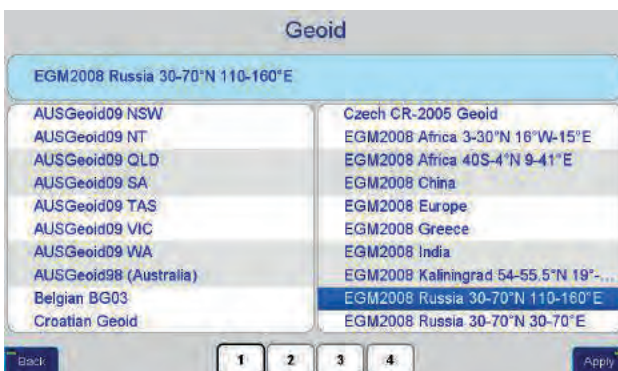 Geoid
EGM2008 Russia 30-70°N 110-160°E
AUSGeoid09 NSW
AUSGeoid09 NT
AUSGeoid09 QLD
AUSGeoid09 SA
AUSGeoid09 TAS
AUSGeoid09 VIC
AUSGeoid09 WA
AUSGeoid98 (Australia)
Belgian BG03
Croatian Geoid
Czech CR-2005 Geoid
EGM2008 Africa 3-30°N 16°W-15°E
EGM2008 Africa 40S-4°N 9-41°E
EGM2008 China
EGM2008 Europe
EGM2008 Greece
EGM2008 India
EGM2008 Kaliningrad 54-55.5°N 19°-...
EGM2008 Russia 30-70°N 110-160°E
EGM2008 Russia 30-70°N 30-70°E
Back
1 2 3 4
Apply